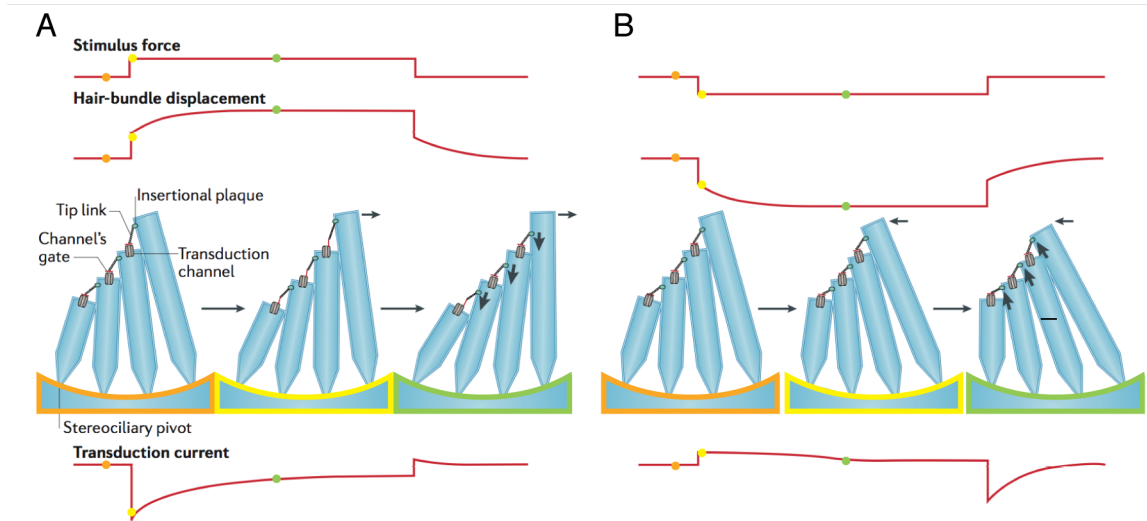 A
B
Stimulus force
Hair-bundle displacement
Insertional plaque
Tip link
Channel's
gate
Transduction
channel
Stereociliary pivot
Transduction current